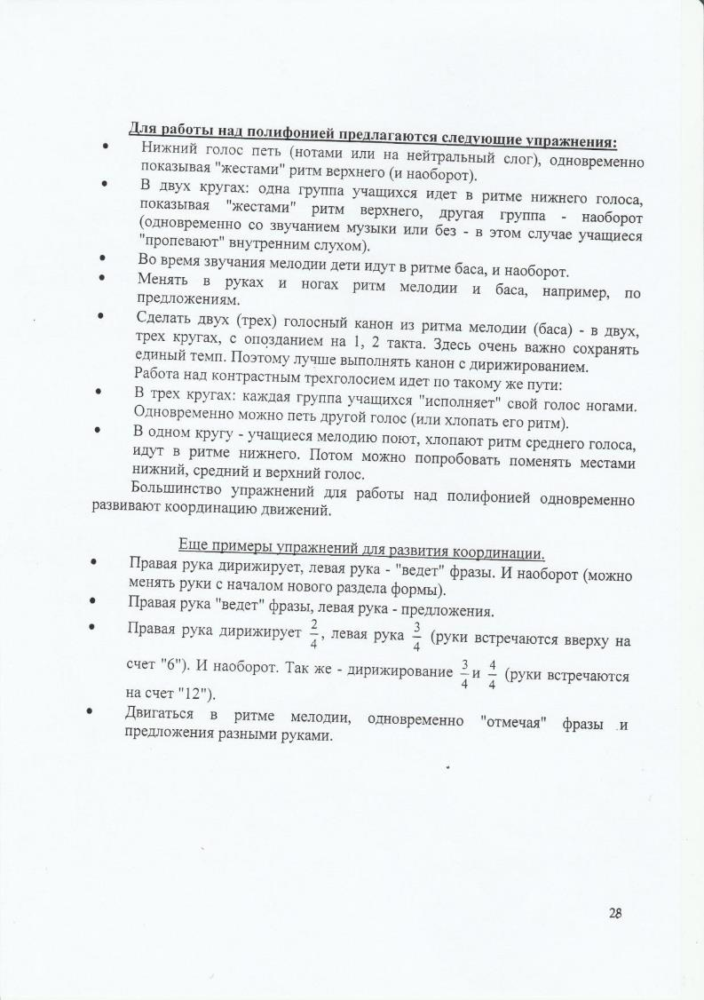 Для работы над полифонией предлагаются следующие упражнения:
• Нижний голос петь (нотами или на нейтральный слог), одновременно
показывая "жестами" ритм верхнего (и наоборот).
• В двух кругах: одна группа учащихся идет в ритме нижнего голоса,
показывая "жестами" ритм верхнего, другая группа - наоборот
(одновременно со звучанием музыки или без - в этом случае учащиеся
"пропевают" внутренним слухом).
• Во время звучания мелодии дети идут в ритме баса, и наоборот.
• Менять в руках и ногах ритм мелодии и баса, например, по
предложениям.
• Сделать двух (трех) голосный канон из ритма мелодии (баса) - в двух,
трех кругах, с опозданием на 1, 2 такта. Здесь очень важно сохранять
единый темп. Поэтому лучше выполнять канон с дирижированием.
Работа над контрастным трехголосием идет по такому же пути:
• В трех кругах: каждая группа учащихся "исполняет" свой голос ногами.
Одновременно можно петь другой голос (или хлопать его ритм).
• В одном кругу - учащиеся мелодию поют, хлопают ритм среднего голоса,
идут в ритме нижнего. Потом можно попробовать поменять местами
нижний, средний и верхний голос.
Большинство упражнений для работы над полифонией одновременно
развивают координацию движений.
Еще примеры упражнений для развития координации.
• Правая рука дирижирует, левая рука - "ведет" фразы. И наоборот (можно
менять руки с началом нового раздела формы).
• Правая рука "ведет" фразы, левая рука - предложения.
• Правая рука дирижирует 2/4, левая рука 3/4 (руки встречаются вверху на
счет "6"). И наоборот. Так же - дирижирование 3/4 и 4/4 (руки встречаются
на счет "12").
• Двигаться в ритме мелодии, одновременно "отмечая" фразы и
предложения разными руками.
28